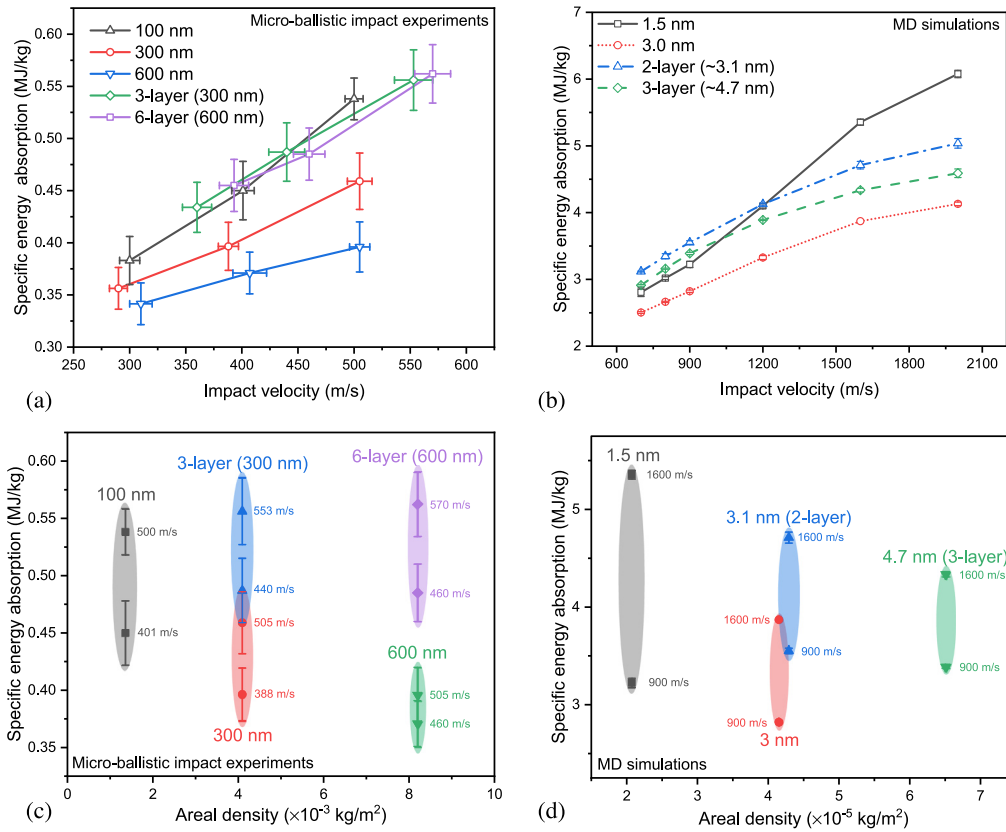 Micro-ballistic impact experiments
100 nm
300 nm
600 nm
3-layer (300 nm)
6-layer (600 nm)
0.60
0.55
0.50
0.45
0.40
0.35
0.30
250
300
350
400
450
500
550
600
Specific energy absorption (MJ/kg)
Impact velocity (m/s)
(a)
MD simulations
1.5 nm
3.0 nm
2-layer (~3.1 nm)
3-layer (~4.7 nm)
7
6
5
4
3
2
600
900
1200
1500
1800
2100
Specific energy absorption (MJ/kg)
Impact velocity (m/s)
(b)
3-layer (300 nm)
6-layer (600 nm)
100 nm
553 m/s
570 m/s
500 m/s
440 m/s
460 m/s
505 m/s
401 m/s
600 nm
388 m/s
505 m/s
460 m/s
300 nm
Micro-ballistic impact experiments
0.60
0.55
0.50
0.45
0.40
0.35
0
2
4
6
8
10
Specific energy absorption (MJ/kg)
Areal density (×10⁻³ kg/m²)
(c)
1.5 nm
1600 m/s
3.1 nm (2-layer)
1600 m/s
4.7 nm (3-layer)
1600 m/s
1600 m/s
900 m/s
900 m/s
900 m/s
900 m/s
3 nm
MD simulations
5
4
3
2
3
4
5
6
7
Specific energy absorption (MJ/kg)
Areal density (×10⁻⁵ kg/m²)
(d)